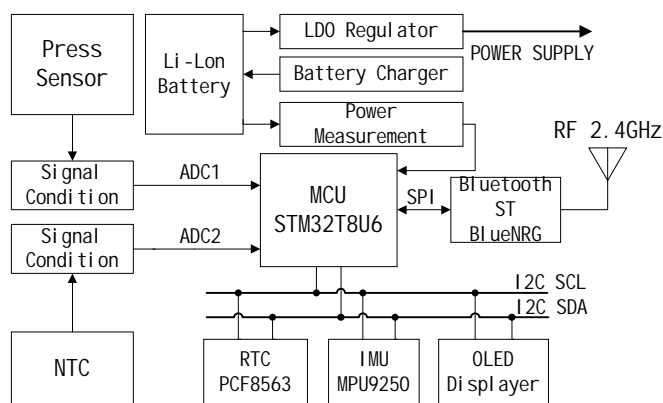 Press
Sensor
Li-Lon
Battery
LDO Regulator
POWER SUPPLY
Battery Charger
Power
Measurement
RF 2.4GHz
Signal
Condition
ADC1
MCU
STM32T8U6
SPI
Bluetooth
ST
BlueNRG
Signal
Condition
ADC2
I2C SCL
I2C SDA
NTC
RTC
PCF8563
IMU
MPU9250
OLED
Displayer